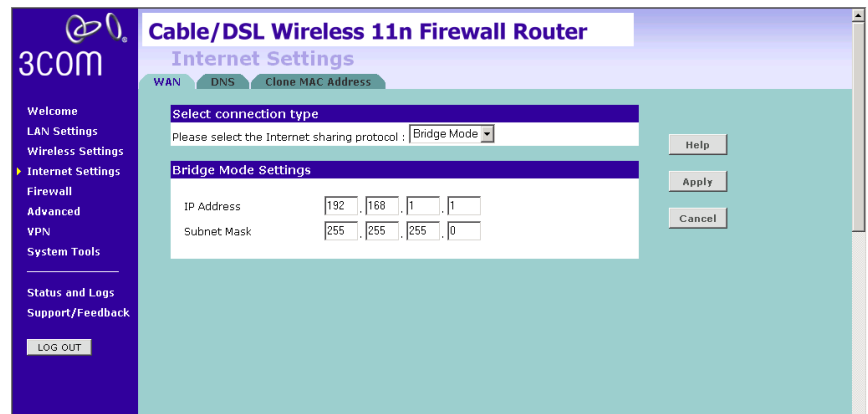 3COM
Cable/DSL Wireless 11n Firewall Router
Internet Settings
WAN DNS Clone MAC Address
Welcome
LAN Settings
Wireless Settings
Internet Settings
Firewall
Advanced
VPN
System Tools
Status and Logs
Support/Feedback
LOG OUT
Select connection type
Please select the Internet sharing protocol : Bridge Mode
Bridge Mode Settings
IP Address 192 . 168 . 1 . 1
Subnet Mask 255 . 255 . 255 . 0
Help
Apply
Cancel